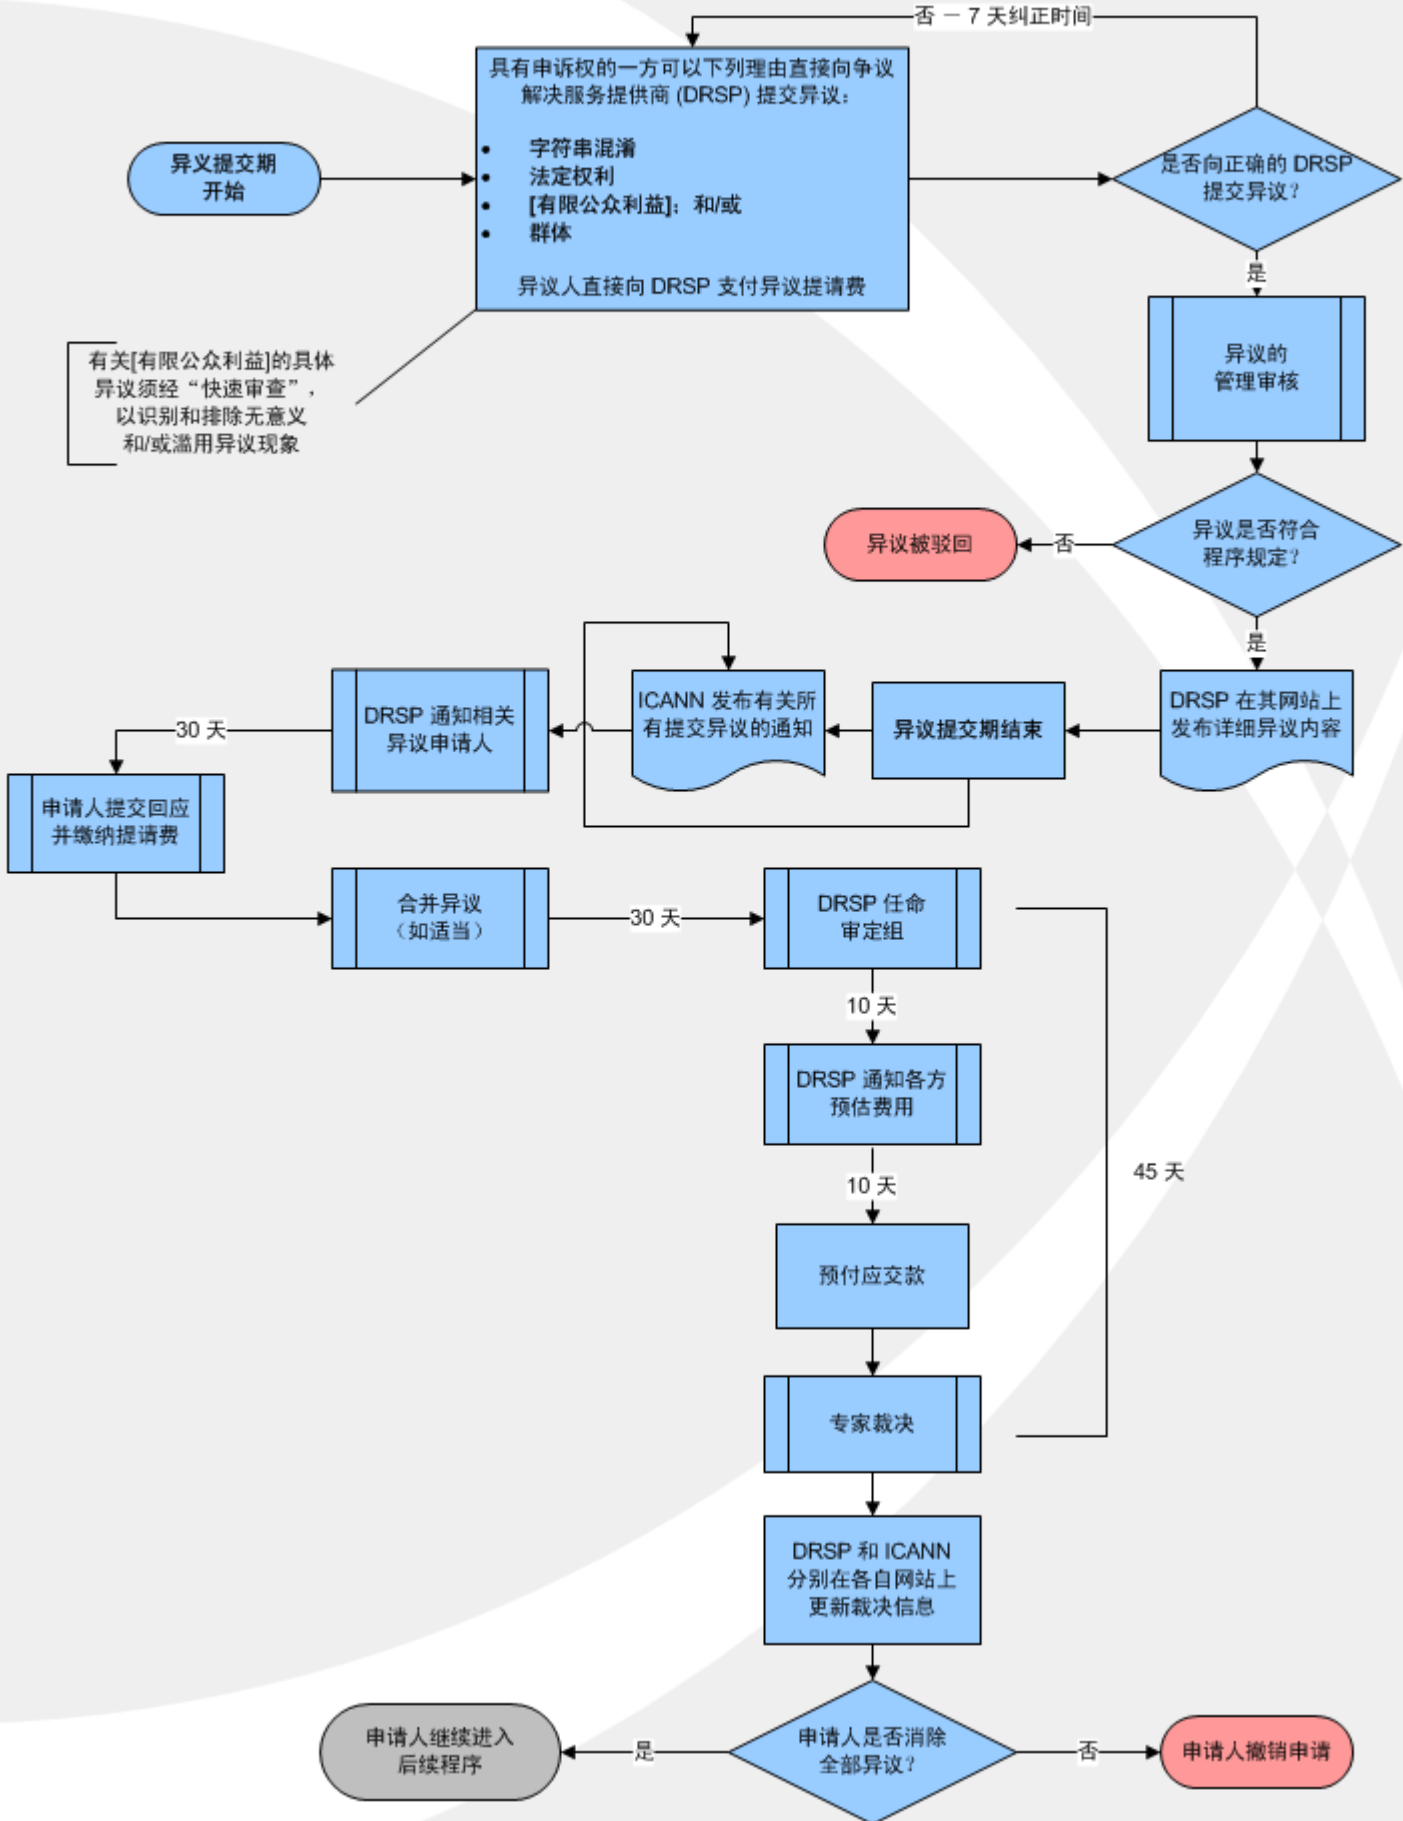 否 － 7 天纠正时间
具有申诉权的一方可以下列理由直接向争议
解决服务提供商 (DRSP) 提交异议：
• 字符串混淆
• 法定权利
• [有限公众利益]；和/或
• 群体
异议人直接向 DRSP 支付异议提请费
异义提交期
开始
是否向正确的 DRSP
提交异议？
是
有关[有限公众利益]的具体
异议须经“快速审查”，
以识别和排除无意义
和/或滥用异议现象
异议的
管理审核
异议是否符合
程序规定？
否
异议被驳回
是
DRSP 在其网站上
发布详细异议内容
异议提交期结束
ICANN 发布有关所
有提交异议的通知
DRSP 通知相关
异议申请人
30 天
申请人提交回应
并缴纳提请费
合并异议
（如适当）
30 天
DRSP 任命
审定组
10 天
DRSP 通知各方
预估费用
10 天
45 天
预付应交款
专家裁决
DRSP 和 ICANN
分别在各自网站上
更新裁决信息
申请人是否消除
全部异议？
是
申请人继续进入
后续程序
否
申请人撤销申请